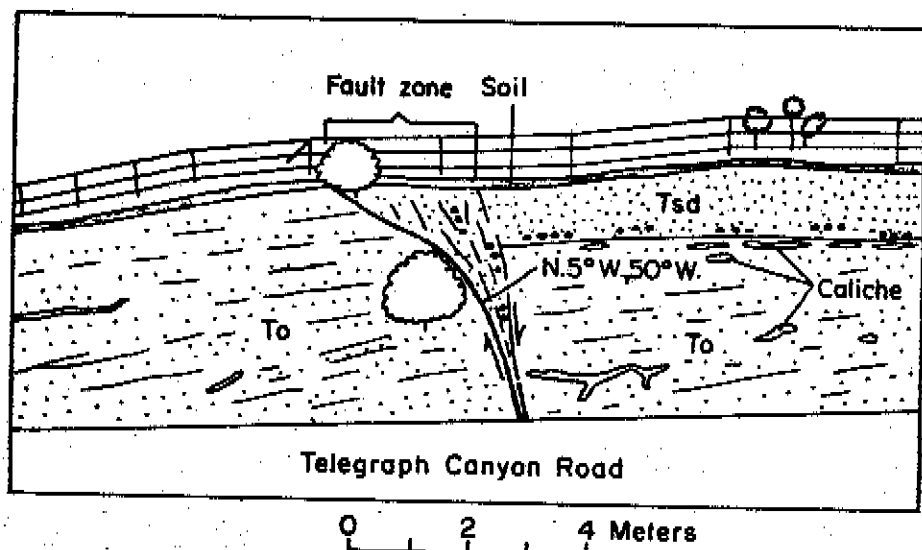 Fault zone Soil
Tsd
N.5°W.,50°W.
Caliche
To To
Telegraph Canyon Road
0 2 4 Meters